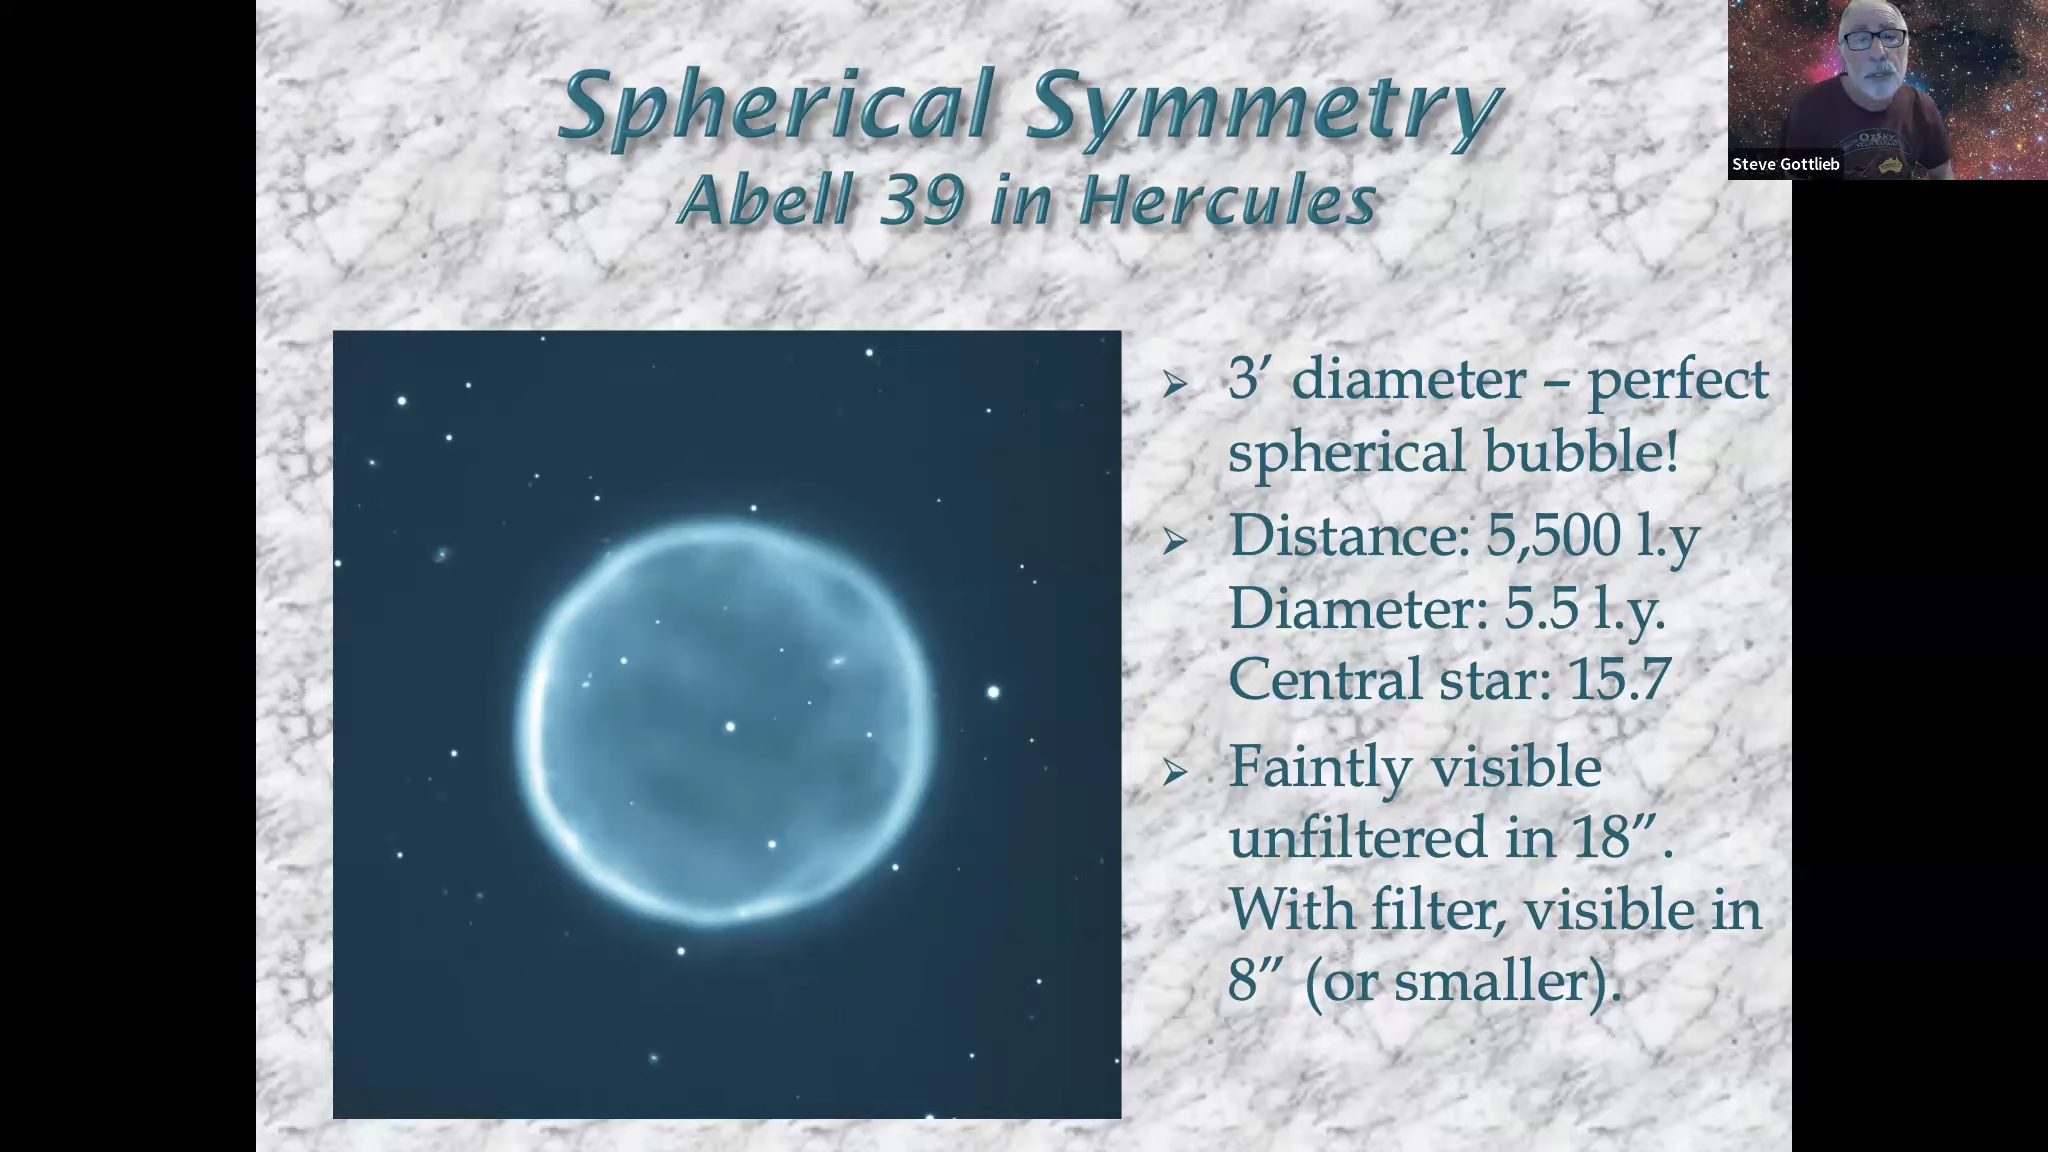 Spherical Symmetry
Abell 39 in Hercules
Steve Gottlieb
OZSKY
➢ 3′ diameter – perfect
spherical bubble!
➢ Distance: 5,500 l.y
Diameter: 5.5 l.y.
Central star: 15.7
➢ Faintly visible
unfiltered in 18″.
With filter, visible in
8″ (or smaller).